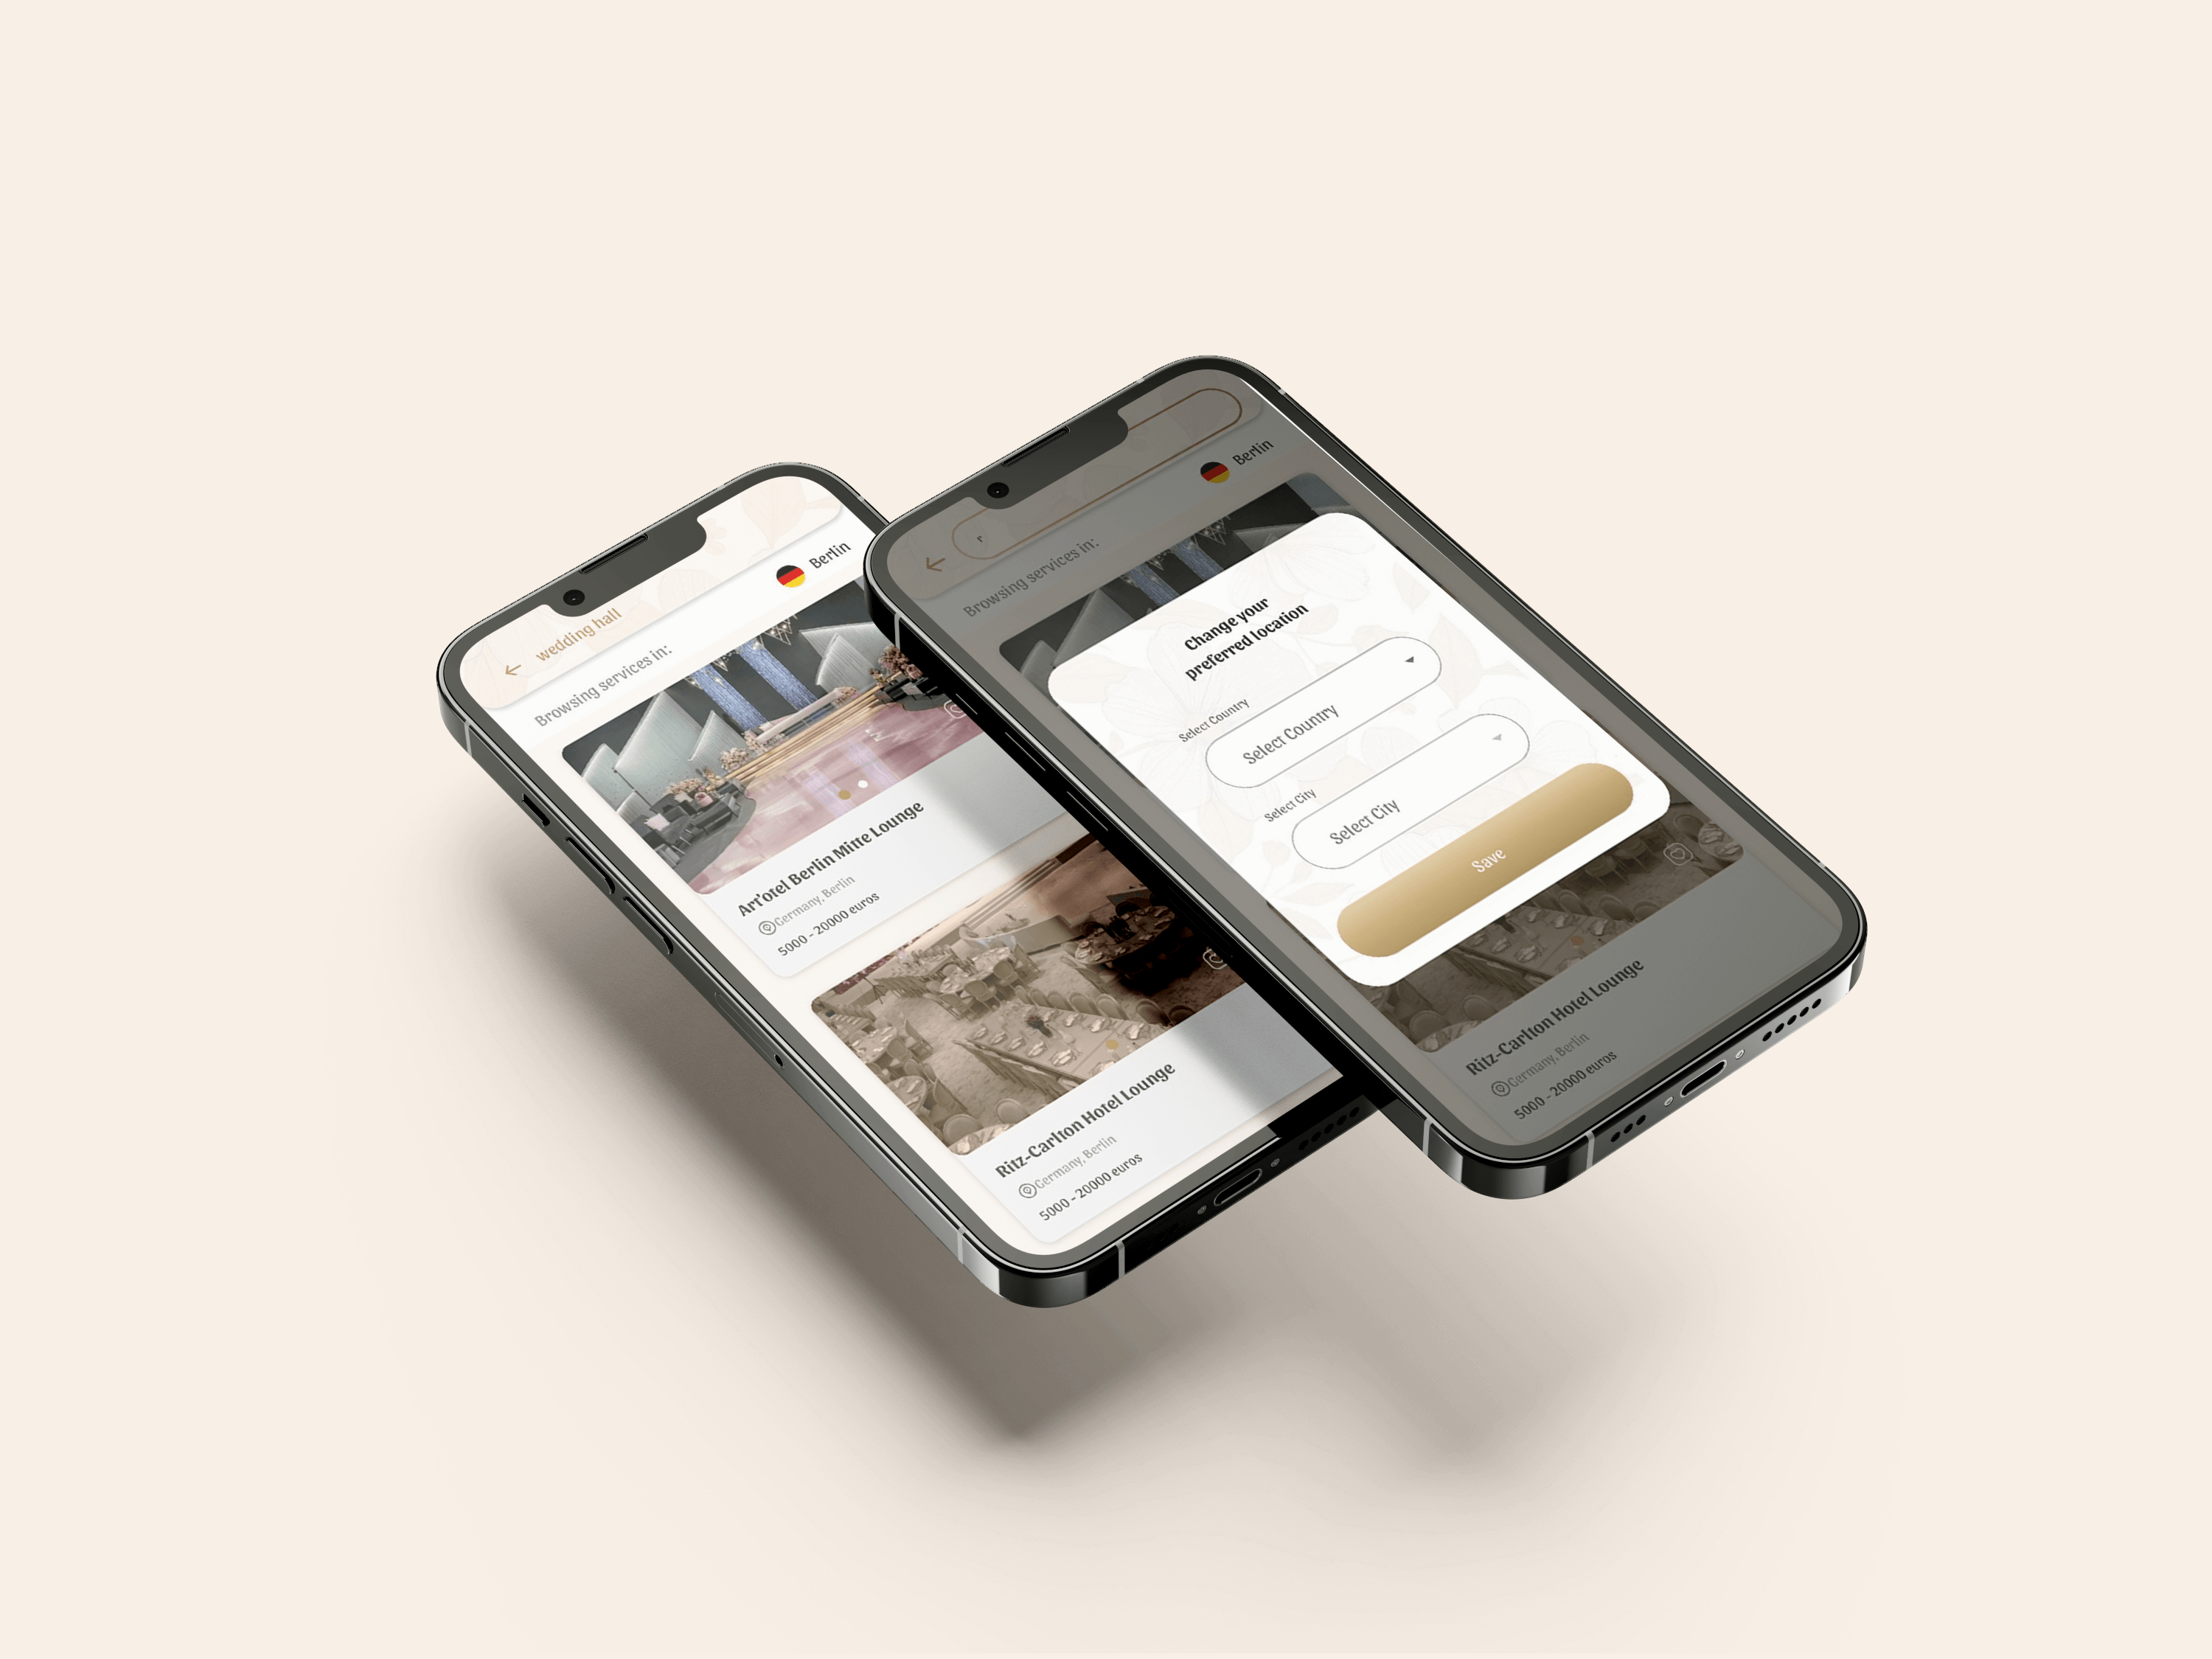 wedding hall
Browsing services in:
Berlin
Art'otel Berlin Mitte Lounge
Germany, Berlin
5000 - 20000 euros
Ritz-Carlton Hotel Lounge
Germany, Berlin
5000 - 20000 euros
r
Browsing services in:
Berlin
Change your
preferred location
Select Country
Select Country
Select City
Select City
Save
Ritz-Carlton Hotel Lounge
Germany, Berlin
5000 - 20000 euros